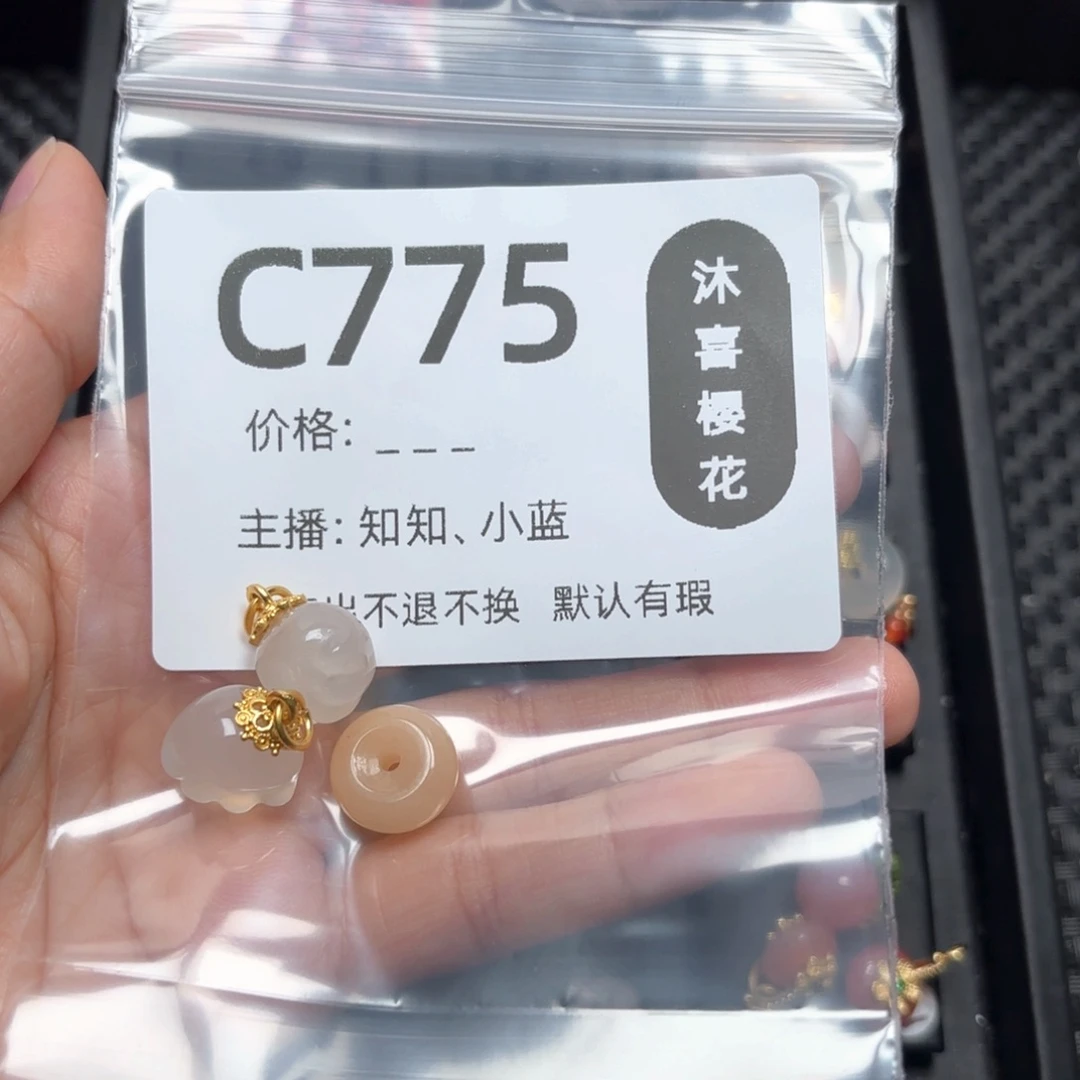 C775
沐喜樱花
价格: _ _ _
主播: 知知、小蓝
出不退不换 默认有瑕